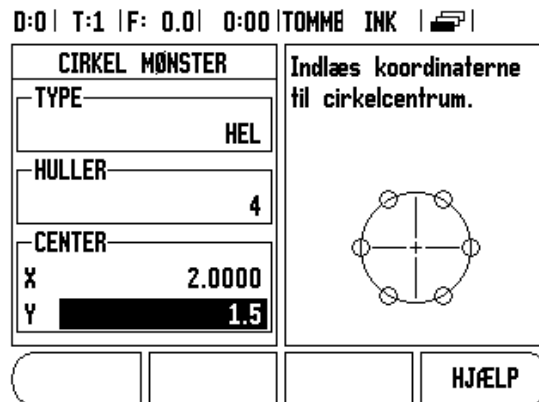 D:0 T:1 F: 0.0 0:00 TOMME INK
CIRKEL MØNSTER
TYPE
HEL
HULLER
4
CENTER
X 2.0000
Y 1.5
Indlæs koordinaterne
til cirkelcentrum.
HJÆLP